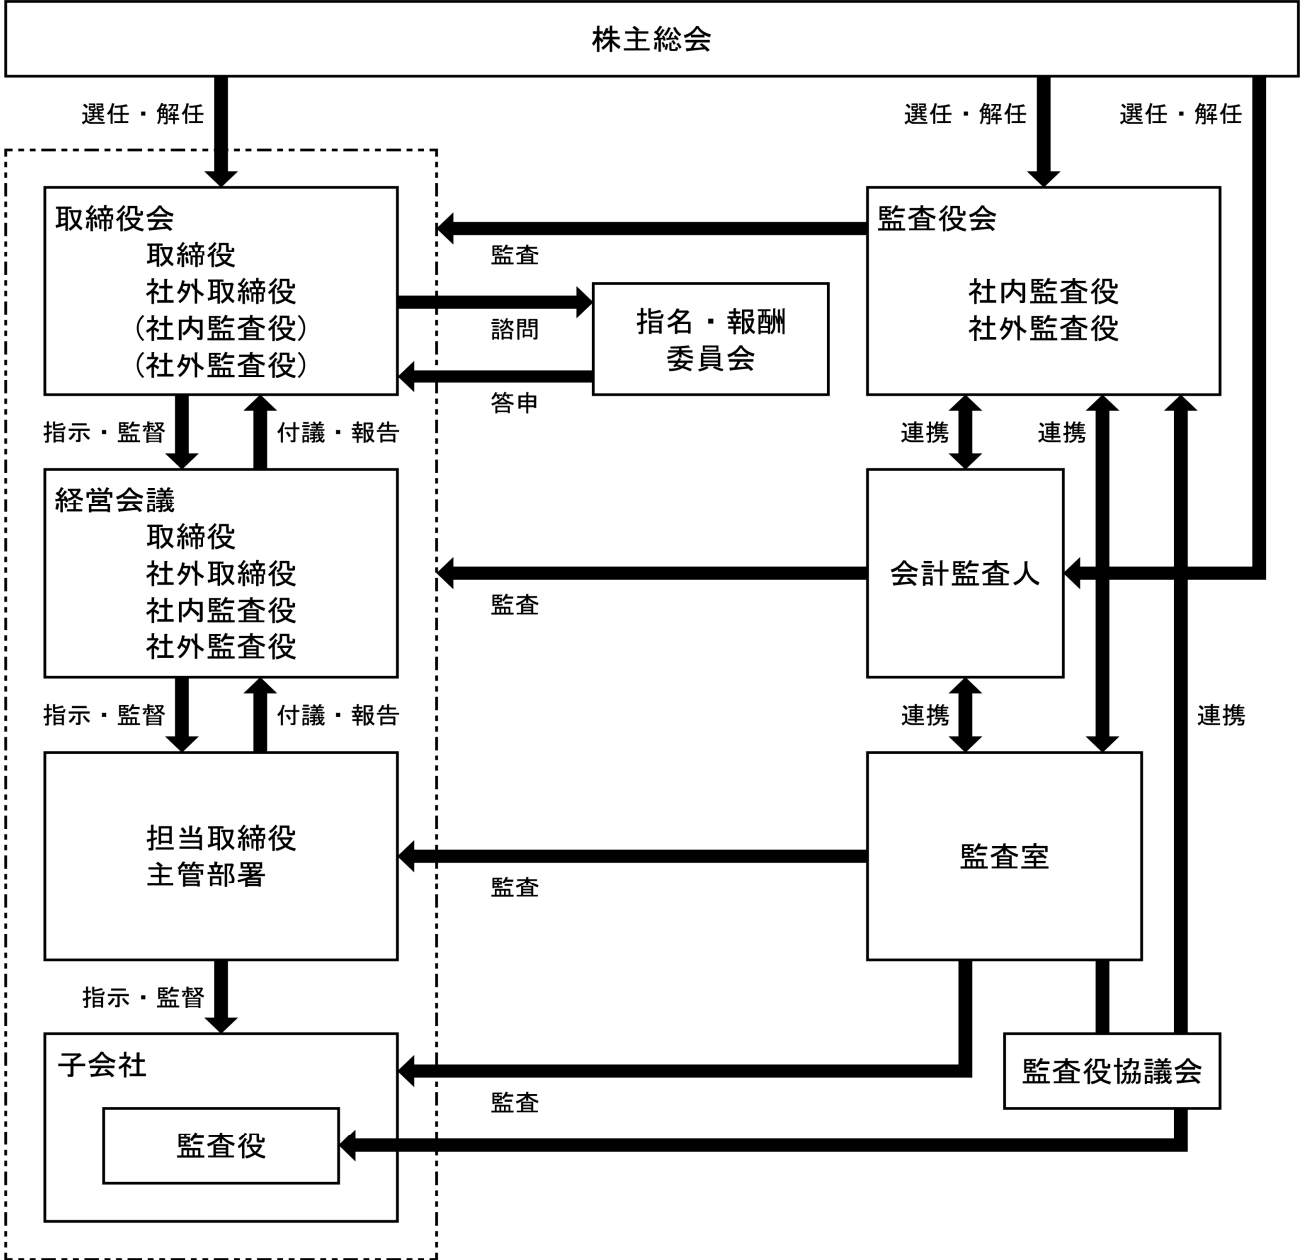 株主総会
選任・解任
選任・解任
選任・解任
取締役会
取締役
社外取締役
（社内監査役）
（社外監査役）
監査
諮問
答申
指名・報酬
委員会
監査役会
社内監査役
社外監査役
指示・監督
付議・報告
連携
連携
経営会議
取締役
社外取締役
社内監査役
社外監査役
監査
会計監査人
指示・監督
付議・報告
連携
連携
担当取締役
主管部署
監査
監査室
指示・監督
子会社
監査役
監査
監査役協議会